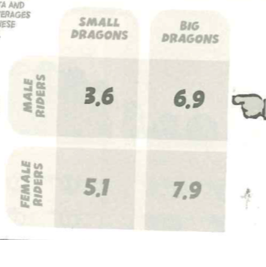 TA AND
ERAGES
ESE
SMALL DRAGONS
BIG DRAGONS
MALE RIDERS
3.6
6.9
FEMALE RIDERS
5.1
7.9